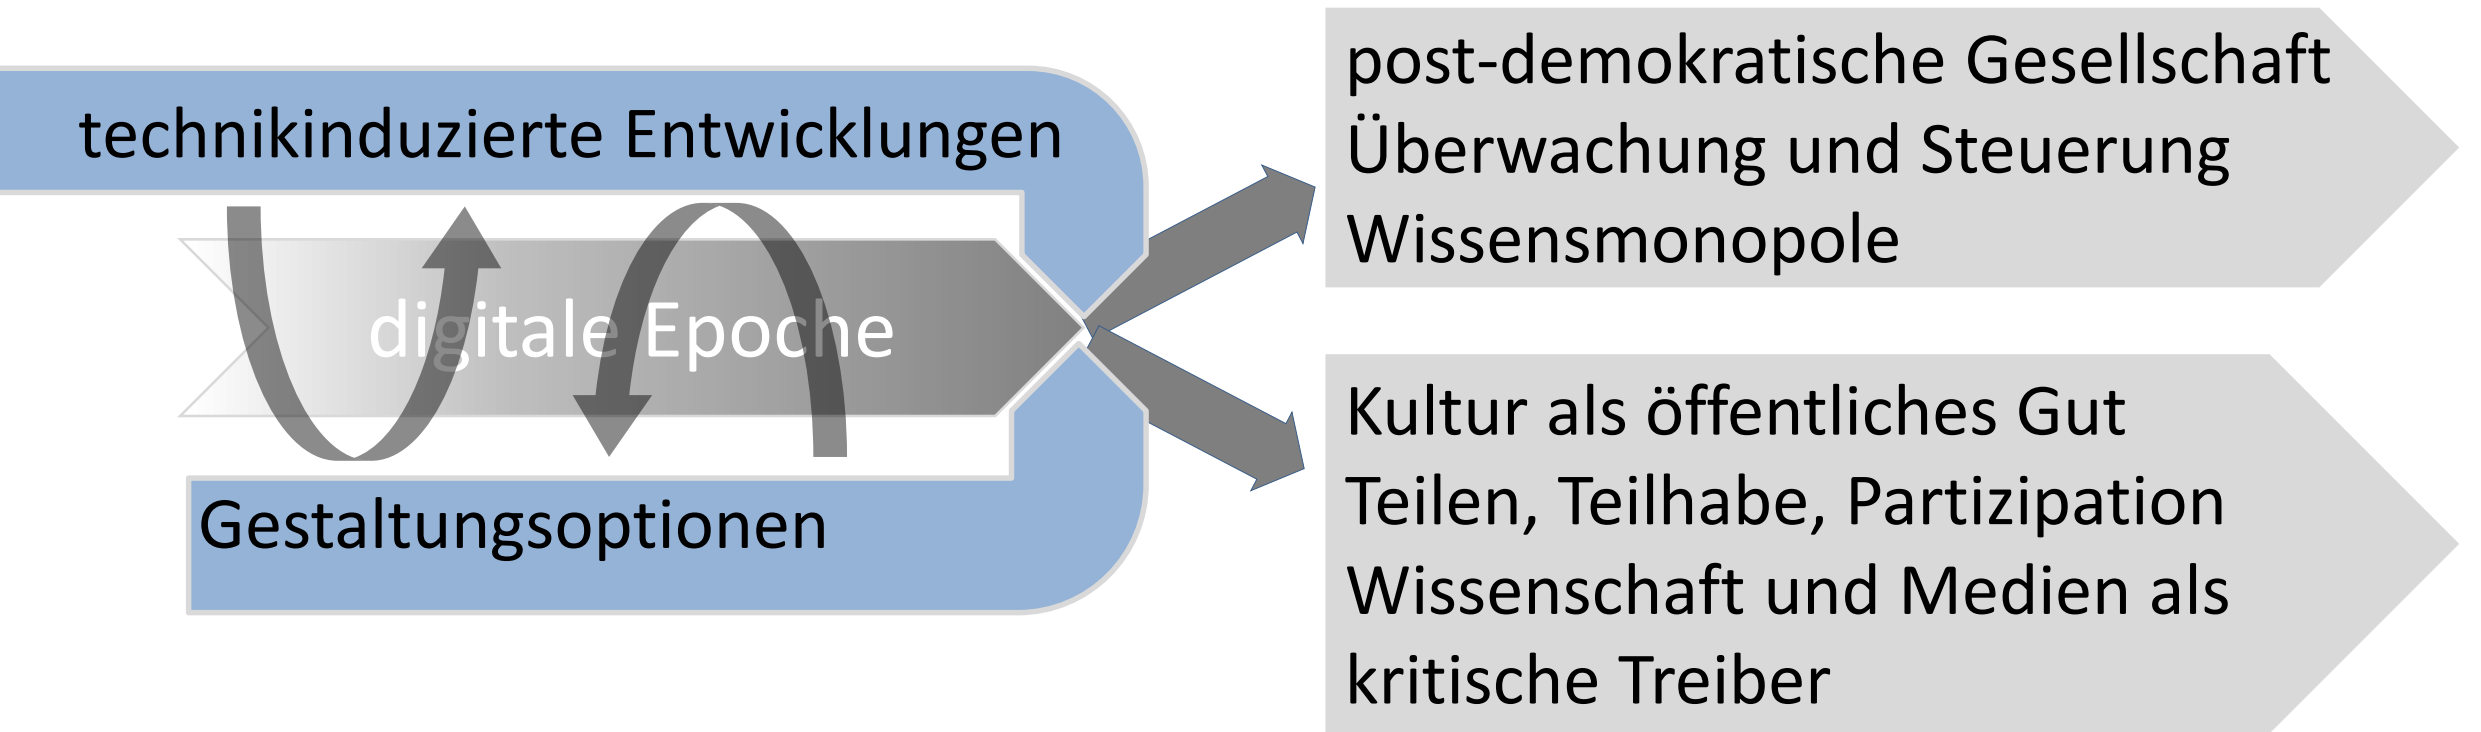 technikinduzierte Entwicklungen
digitale Epoche
Gestaltungsoptionen
post-demokratische Gesellschaft
Überwachung und Steuerung
Wissensmonopole
Kultur als öffentliches Gut
Teilen, Teilhabe, Partizipation
Wissenschaft und Medien als
kritische Treiber